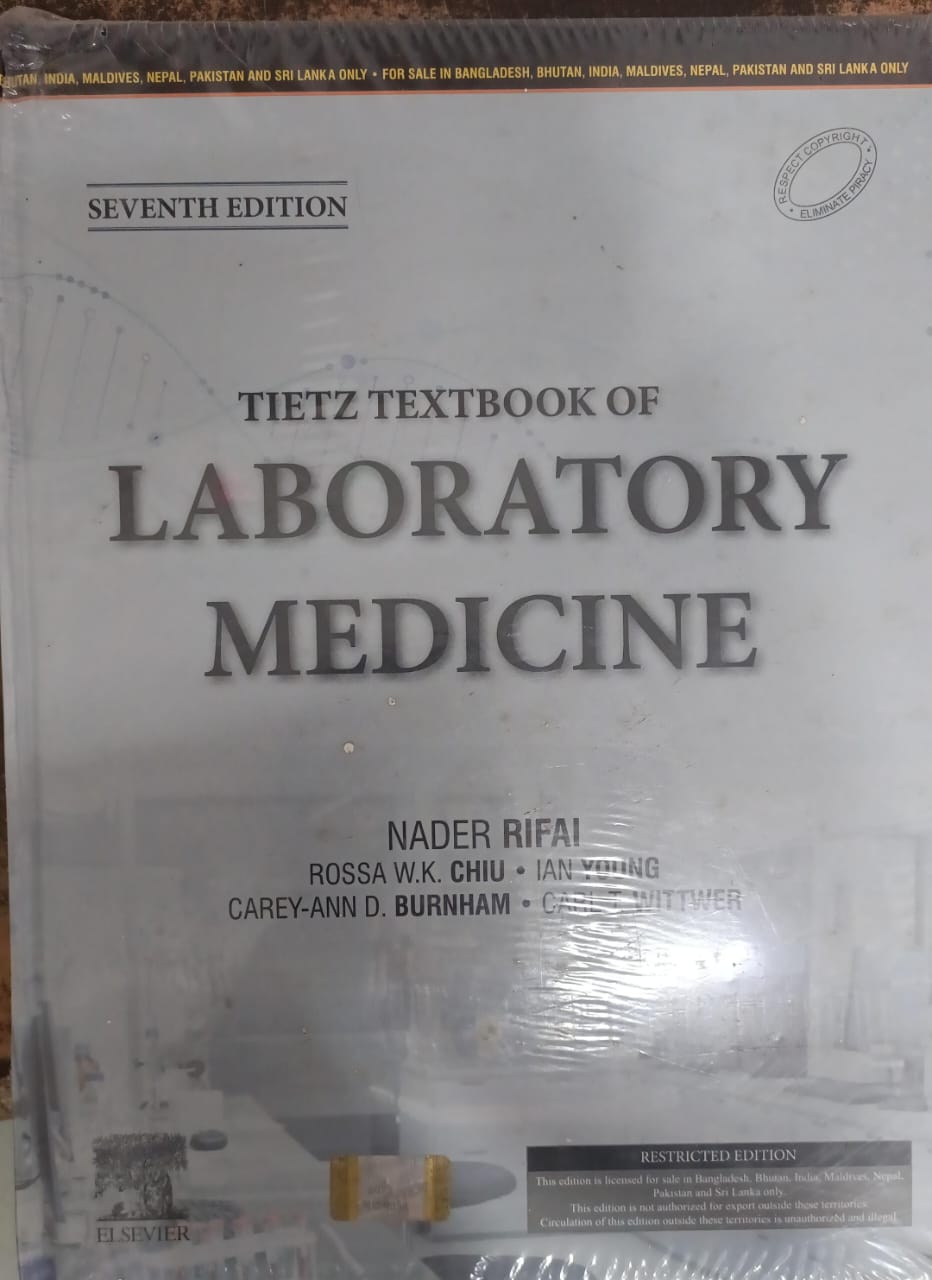 BHUTAN, INDIA, MALDIVES, NEPAL, PAKISTAN AND SRI LANKA ONLY • FOR SALE IN BANGLADESH, BHUTAN, INDIA, MALDIVES, NEPAL, PAKISTAN AND SRI LANKA ONLY
RESPECT COPYRIGHT • ELIMINATE PIRACY •
SEVENTH EDITION
TIETZ TEXTBOOK OF
LABORATORY
MEDICINE
NADER RIFAI
ROSSA W.K. CHIU • IAN YOUNG
CAREY-ANN D. BURNHAM • CARL T. WITTWER
RESTRICTED EDITION
This edition is licensed for sale in Bangladesh, Bhutan, India, Maldives, Nepal,
Pakistan and Sri Lanka only.
This edition is not authorized for export outside these territories.
Circulation of this edition outside these territories is unauthorized and illegal.
ELSEVIER